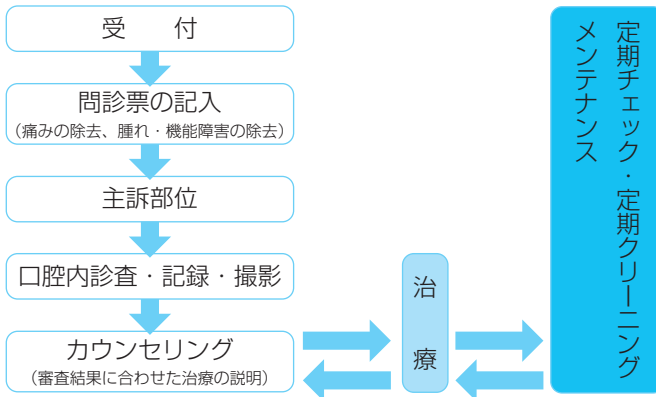 受　付
問診票の記入
（痛みの除去、腫れ・機能障害の除去）
主訴部位
口腔内診査・記録・撮影
カウンセリング
（審査結果に合わせた治療の説明）
治療
定期チェック・定期クリーニング
メンテナンス